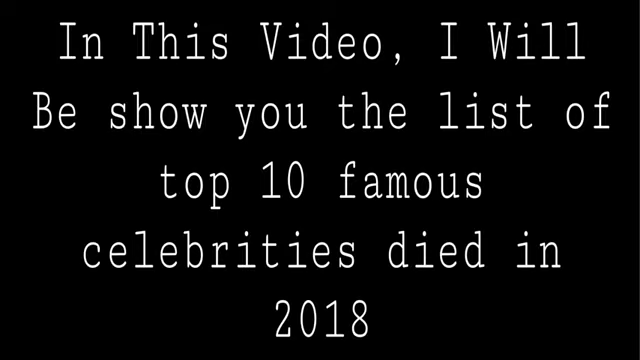 In This Video, I Will
Be show you the list of
top 10 famous
celebrities died in
2018